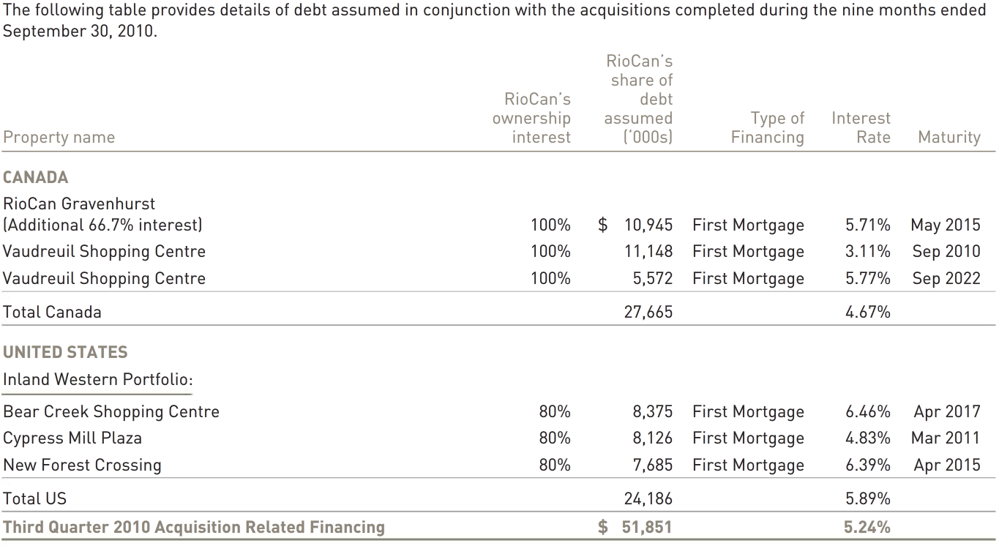 The following table provides details of debt assumed in conjunction with the acquisitions completed during the nine months ended
September 30, 2010.
RioCan's
share of
RioCan's debt
ownership assumed Type of Interest
Property name interest (‘000s) Financing Rate Maturity
CANADA
RioCan Gravenhurst
(Additional 66.7% interest) 100% $ 10,945 First Mortgage 5.71% May 2015
Vaudreuil Shopping Centre 100% 11,148 First Mortgage 3.11% Sep 2010
Vaudreuil Shopping Centre 100% 5,572 First Mortgage 5.77% Sep 2022
Total Canada 27,665 4.67%
UNITED STATES
Inland Western Portfolio:
Bear Creek Shopping Centre 80% 8,375 First Mortgage 6.46% Apr 2017
Cypress Mill Plaza 80% 8,126 First Mortgage 4.83% Mar 2011
New Forest Crossing 80% 7,685 First Mortgage 6.39% Apr 2015
Total US 24,186 5.89%
Third Quarter 2010 Acquisition Related Financing $ 51,851 5.24%